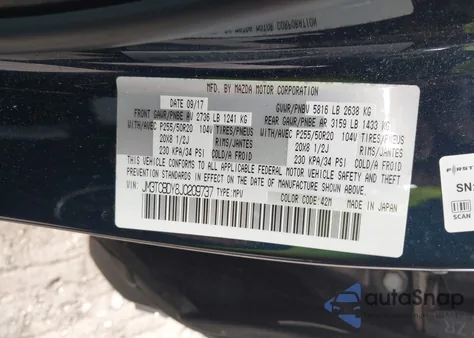 MFD. BY MAZDA MOTOR CORPORATION
DATE 09/17 GVWR/PNBV 5816 LB 2638 KG
FRONT GAWR/PNBE AV 2736 LB 1241 KG REAR GAWR/PNBE AR 3159 LB 1433 KG
WITH/AVEC P255/50R20 104V TIRES/PNEUS WITH/AVEC P255/50R20 104V TIRES/PNEUS
20X8 1/2J RIMS/JANTES 20X8 1/2J RIMS/JANTES
230 KPA/34 PSI COLD/A FROID 230 KPA/34 PSI COLD/A FROID
THIS VEHICLE CONFORMS TO ALL APPLICABLE FEDERAL MOTOR VEHICLE SAFETY, BUMPER, AND THEFT
PREVENTION STANDARDS IN EFFECT ON THE DATE OF MANUFACTURE SHOWN ABOVE.
VIN: JM3TCBDY8J0209737 TYPE: MPV
COLOR CODE: 42M MADE IN JAPAN
SCAN
autoSnap